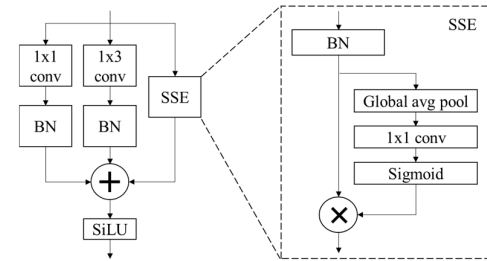 1x1
conv
1x3
conv
SSE
BN
BN
SiLU
SSE
BN
Global avg pool
1x1 conv
Sigmoid